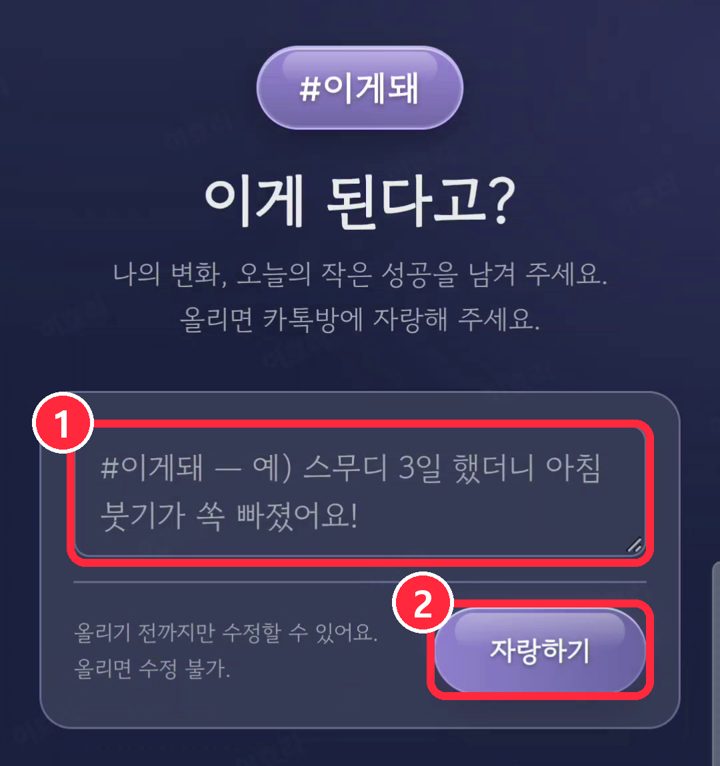 #이게돼
이게 된다고?
나의 변화, 오늘의 작은 성공을 남겨 주세요.
올리면 카톡방에 자랑해 주세요.
1
#이게돼 — 예) 스무디 3일 했더니 아침
붓기가 쏙 빠졌어요!
2
올리기 전까지만 수정할 수 있어요.
올리면 수정 불가.
자랑하기